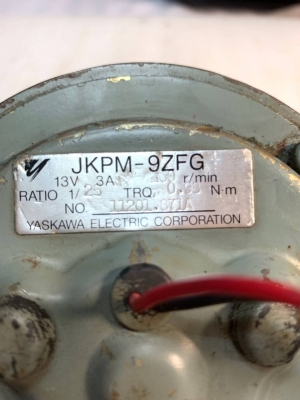 JKPM-9ZFG
13V 3A r/min
RATIO 1/25 TRQ. N·m
NO.
YASKAWA ELECTRIC CORPORATION